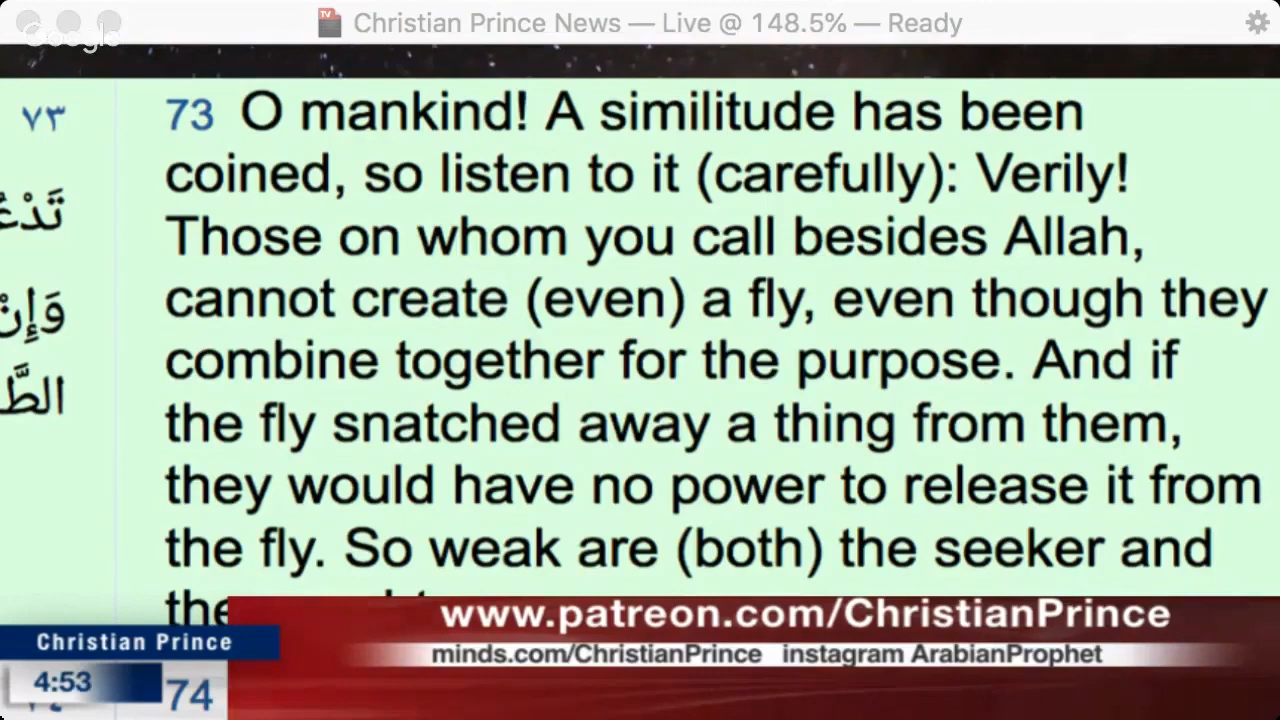 Christian Prince News — Live @ 148.5% — Ready
Google
٧٣
73 O mankind! A similitude has been
coined, so listen to it (carefully): Verily!
Those on whom you call besides Allah,
cannot create (even) a fly, even though they
combine together for the purpose. And if
the fly snatched away a thing from them,
they would have no power to release it from
the fly. So weak are (both) the seeker and
the
وَإِنْ
www.patreon.com/ChristianPrince
Christian Prince
minds.com/ChristianPrince instagram ArabianProphet
4:53
74